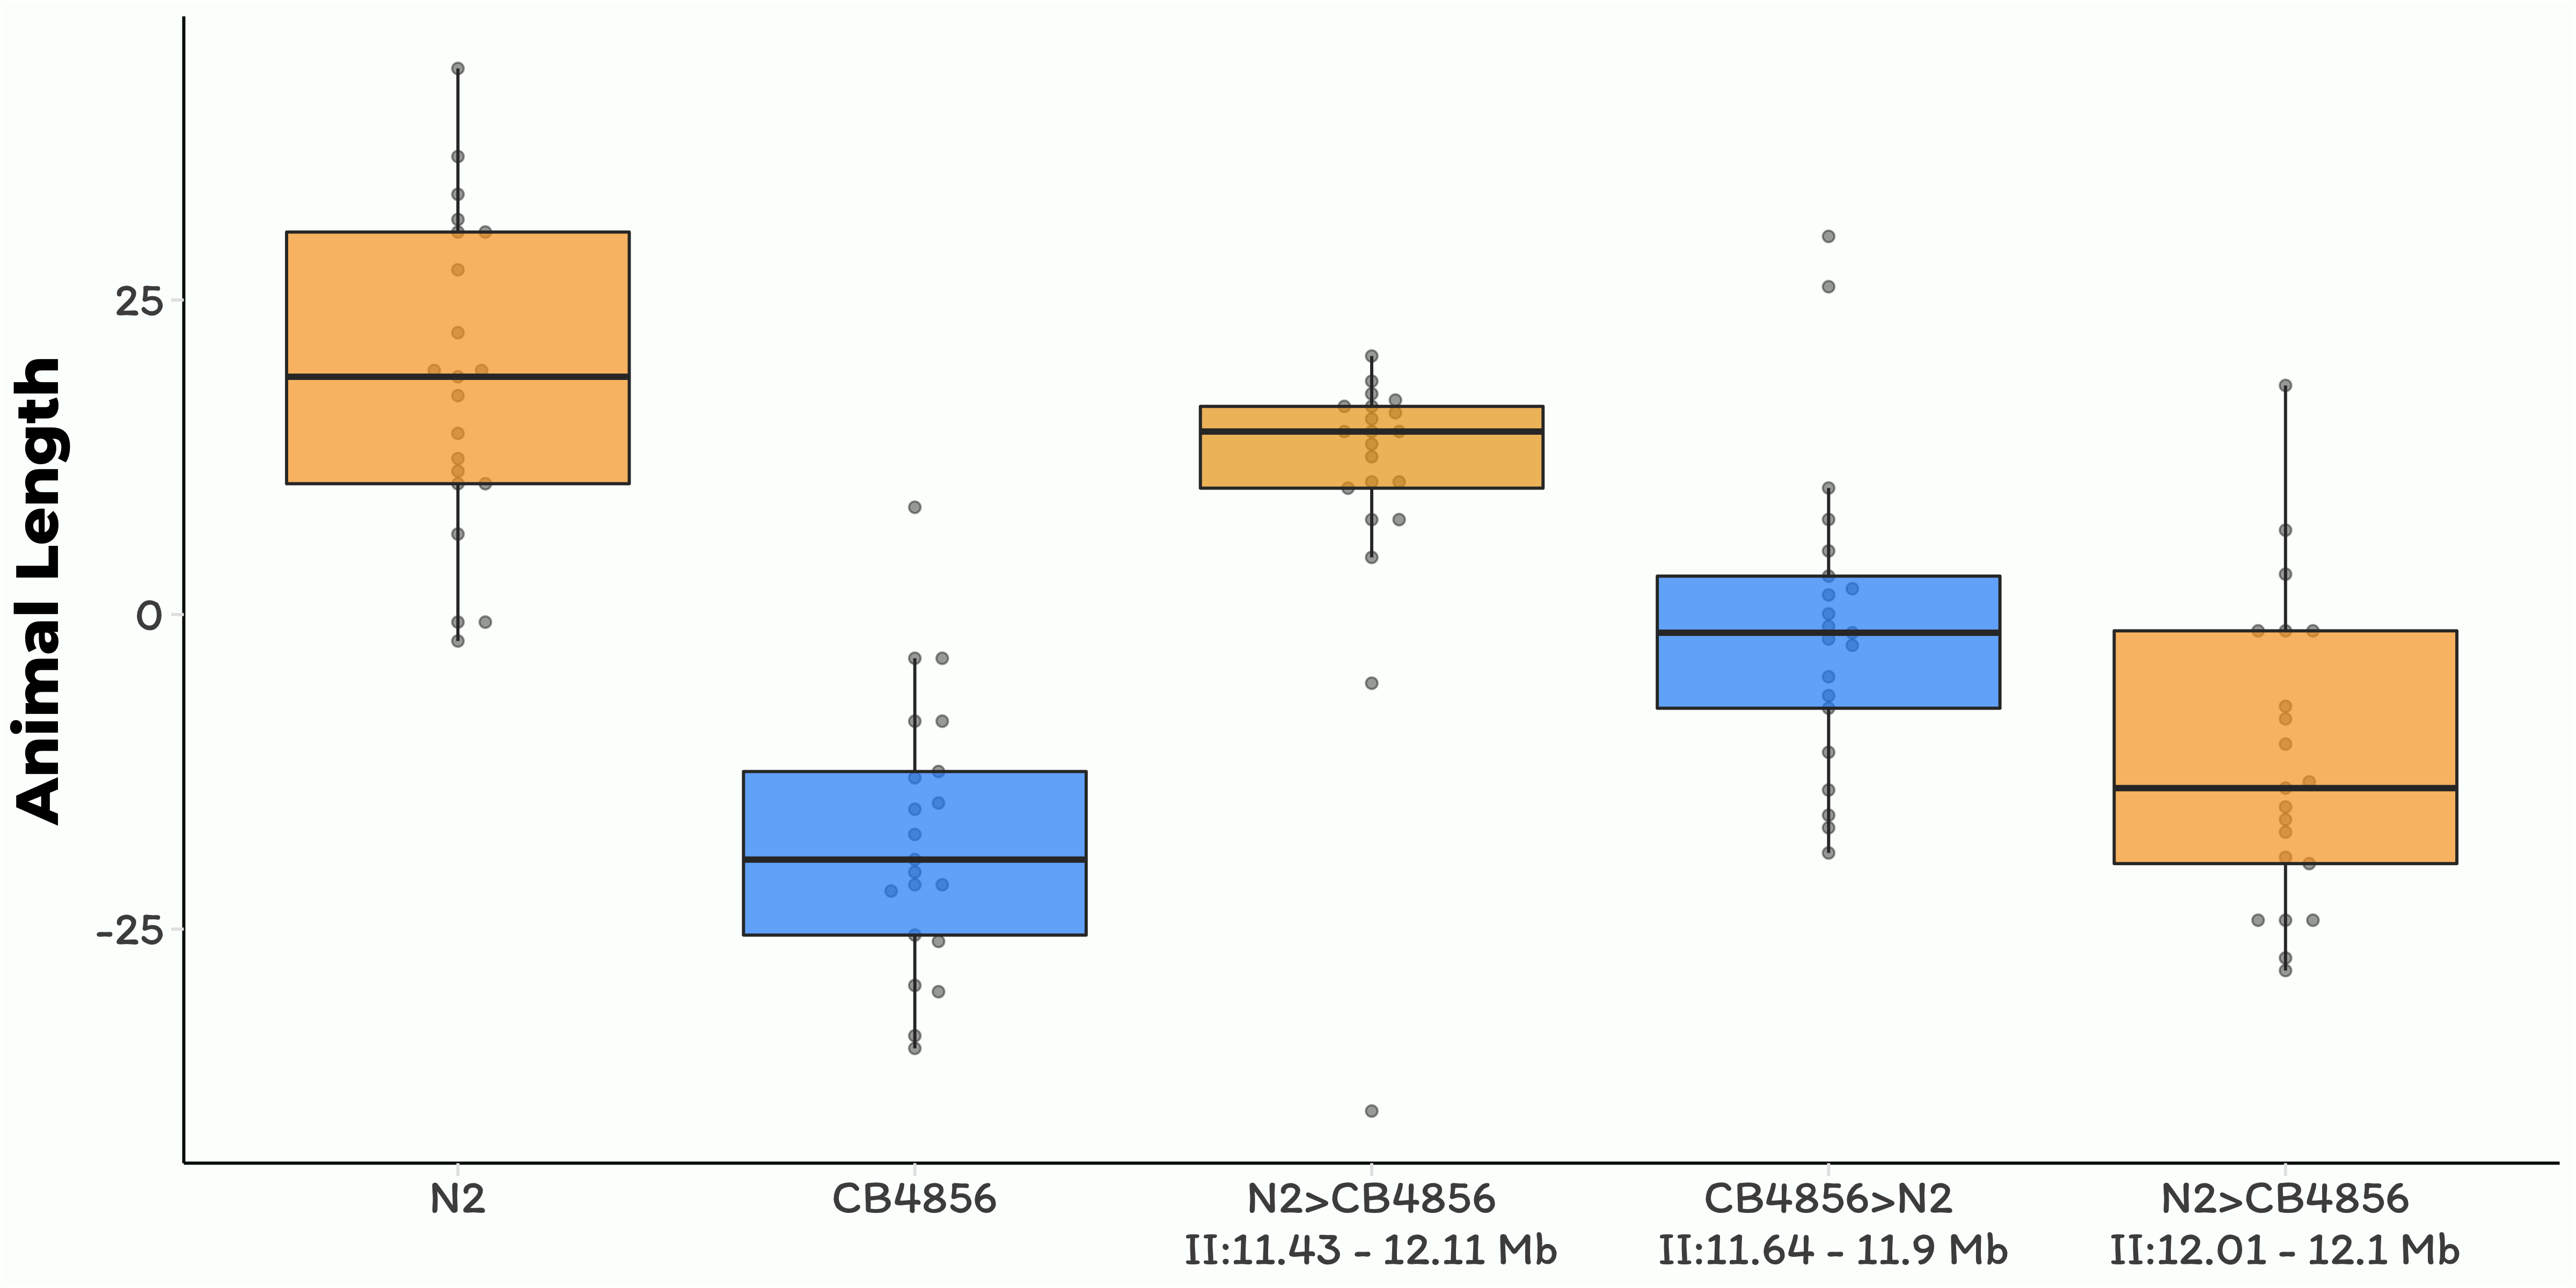 Animal Length
25
0
-25
N2
CB4856
N2>CB4856
II:11.43 - 12.11 Mb
CB4856>N2
II:11.64 - 11.9 Mb
N2>CB4856
II:12.01 - 12.1 Mb